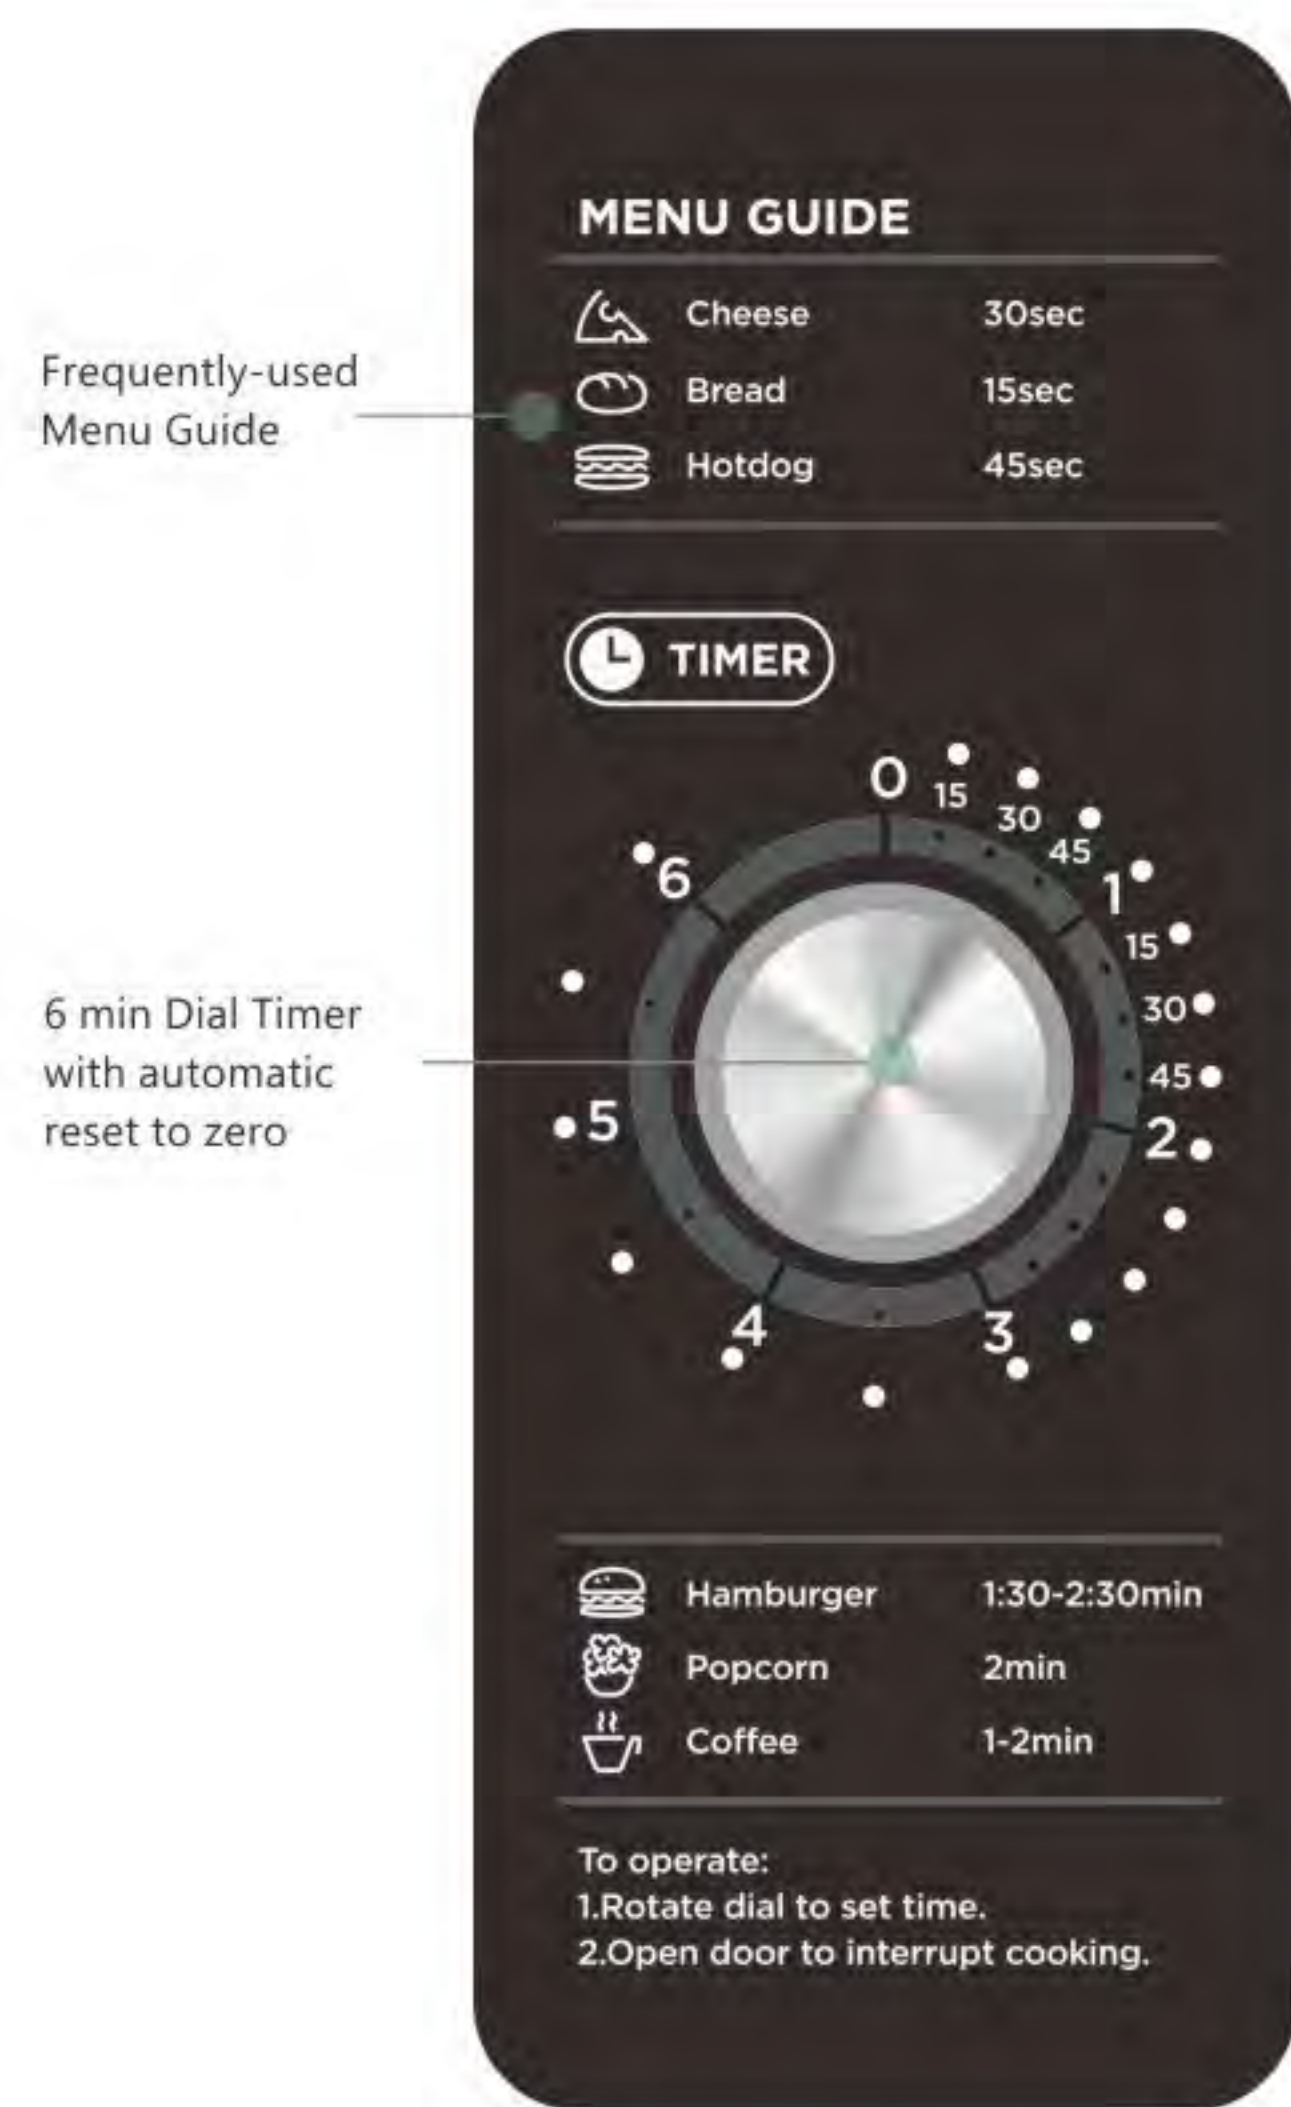 MENU GUIDE
Cheese 30sec
Bread 15sec
Hotdog 45sec
Frequently-used
Menu Guide
TIMER
0
15
30
45
1
15
30
45
2
3
4
5
6
6 min Dial Timer
with automatic
reset to zero
Hamburger 1:30-2:30min
Popcorn 2min
Coffee 1-2min
To operate:
1.Rotate dial to set time.
2.Open door to interrupt cooking.